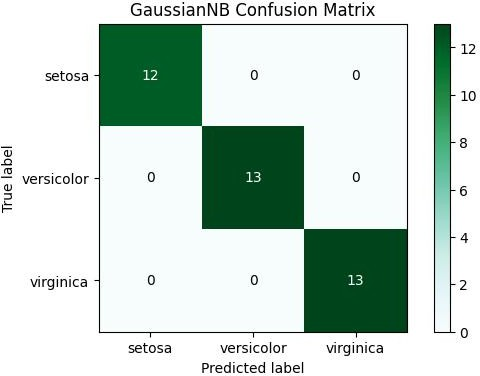 GaussianNB Confusion Matrix
setosa 12 0 0
versicolor 0 13 0
virginica 0 0 13
setosa versicolor virginica
Predicted label
True label
12
10
8
6
4
2
0